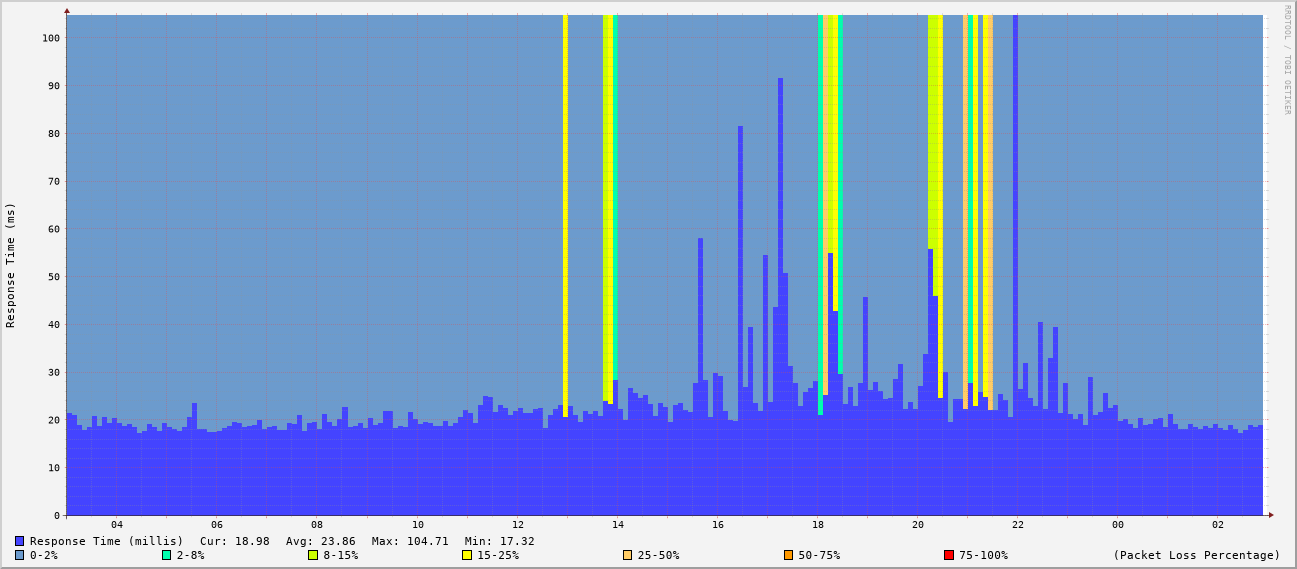 RRDTOOL / TOBI OETIKER
Response Time (ms)
100
90
80
70
60
50
40
30
20
10
0
04 06 08 10 12 14 16 18 20 22 00 02
Response Time (millis) Cur: 18.98 Avg: 23.86 Max: 104.71 Min: 17.32
0-2% 2-8% 8-15% 15-25% 25-50% 50-75% 75-100% (Packet Loss Percentage)